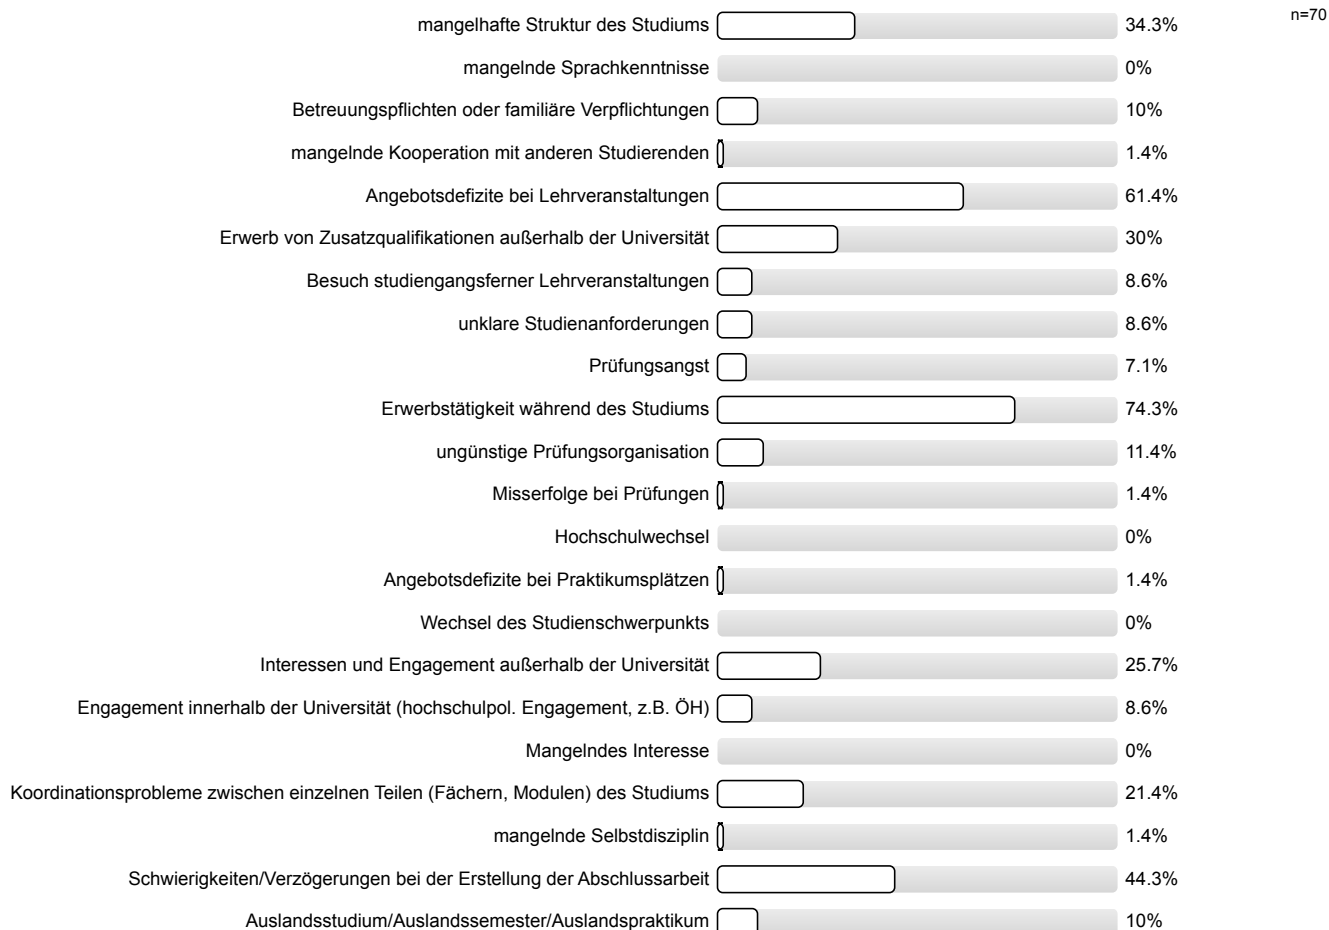 n=70
mangelhafte Struktur des Studiums 34.3%
mangelnde Sprachkenntnisse 0%
Betreuungspflichten oder familiäre Verpflichtungen 10%
mangelnde Kooperation mit anderen Studierenden 1.4%
Angebotsdefizite bei Lehrveranstaltungen 61.4%
Erwerb von Zusatzqualifikationen außerhalb der Universität 30%
Besuch studiengangsferner Lehrveranstaltungen 8.6%
unklare Studienanforderungen 8.6%
Prüfungsangst 7.1%
Erwerbstätigkeit während des Studiums 74.3%
ungünstige Prüfungsorganisation 11.4%
Misserfolge bei Prüfungen 1.4%
Hochschulwechsel 0%
Angebotsdefizite bei Praktikumsplätzen 1.4%
Wechsel des Studienschwerpunkts 0%
Interessen und Engagement außerhalb der Universität 25.7%
Engagement innerhalb der Universität (hochschulpol. Engagement, z.B. ÖH) 8.6%
Mangelndes Interesse 0%
Koordinationsprobleme zwischen einzelnen Teilen (Fächern, Modulen) des Studiums 21.4%
mangelnde Selbstdisziplin 1.4%
Schwierigkeiten/Verzögerungen bei der Erstellung der Abschlussarbeit 44.3%
Auslandsstudium/Auslandssemester/Auslandspraktikum 10%